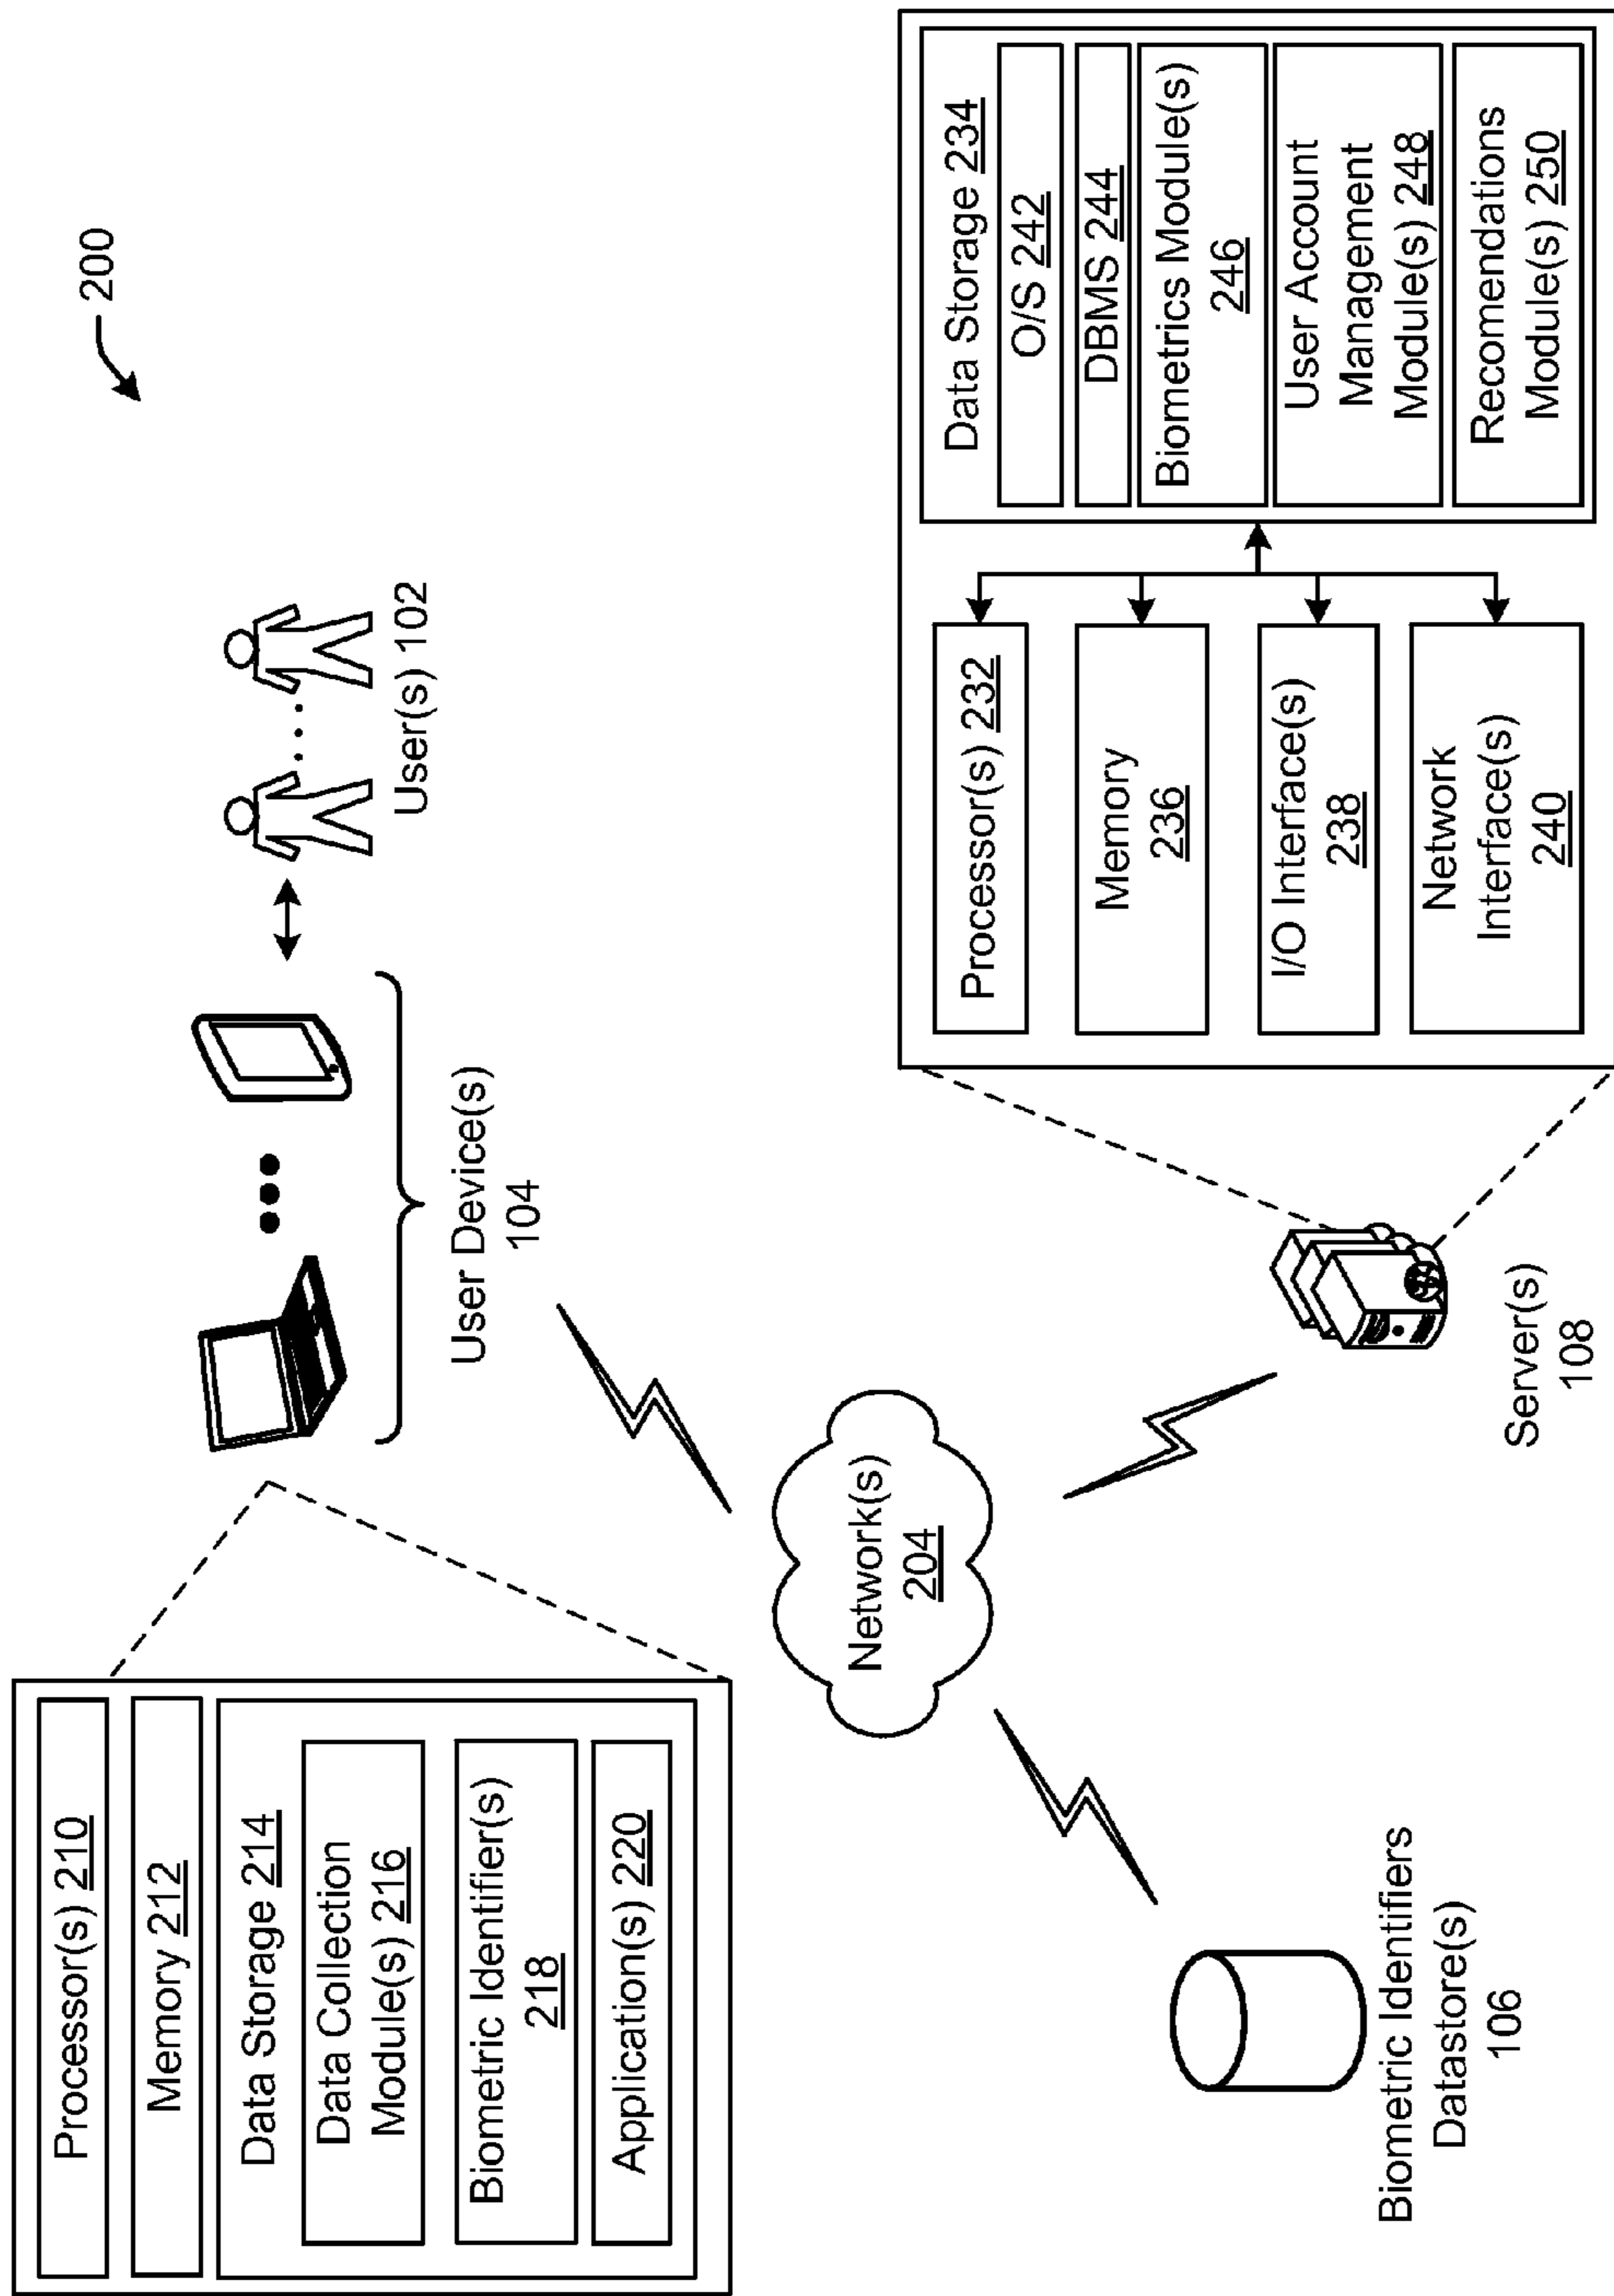 200
Processor(s) 210
Memory 212
Data Storage 214
Data Collection
Module(s) 216
Biometric Identifier(s)
218
Application(s) 220
User Device(s)
104
User(s) 102
Network(s)
204
Biometric Identifiers
Datastore(s)
106
Server(s)
108
Processor(s) 232
Memory
236
I/O Interface(s)
238
Network
Interface(s)
240
Data Storage 234
O/S 242
DBMS 244
Biometrics Module(s)
246
User Account
Management
Module(s) 248
Recomendations
Module(s) 250